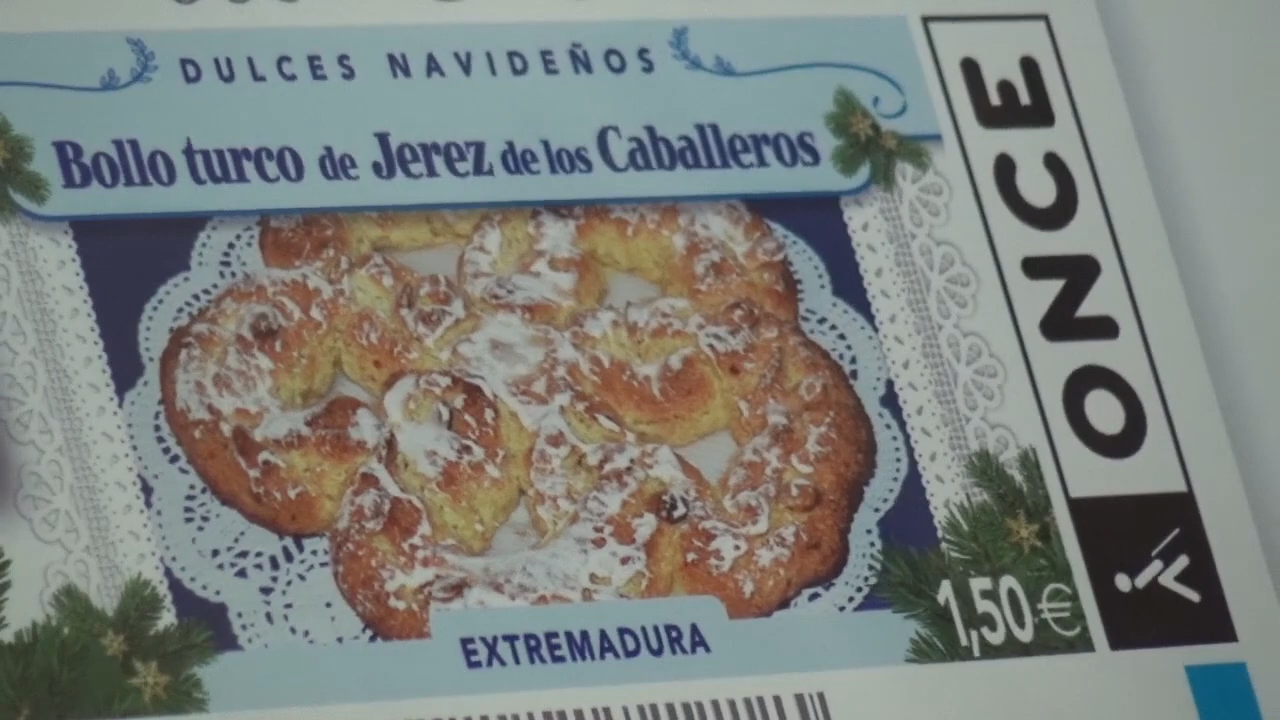 DULCES NAVIDEÑOS
Bollo turco de Jerez de los Caballeros
EXTREMADURA
1,50€
ONCE